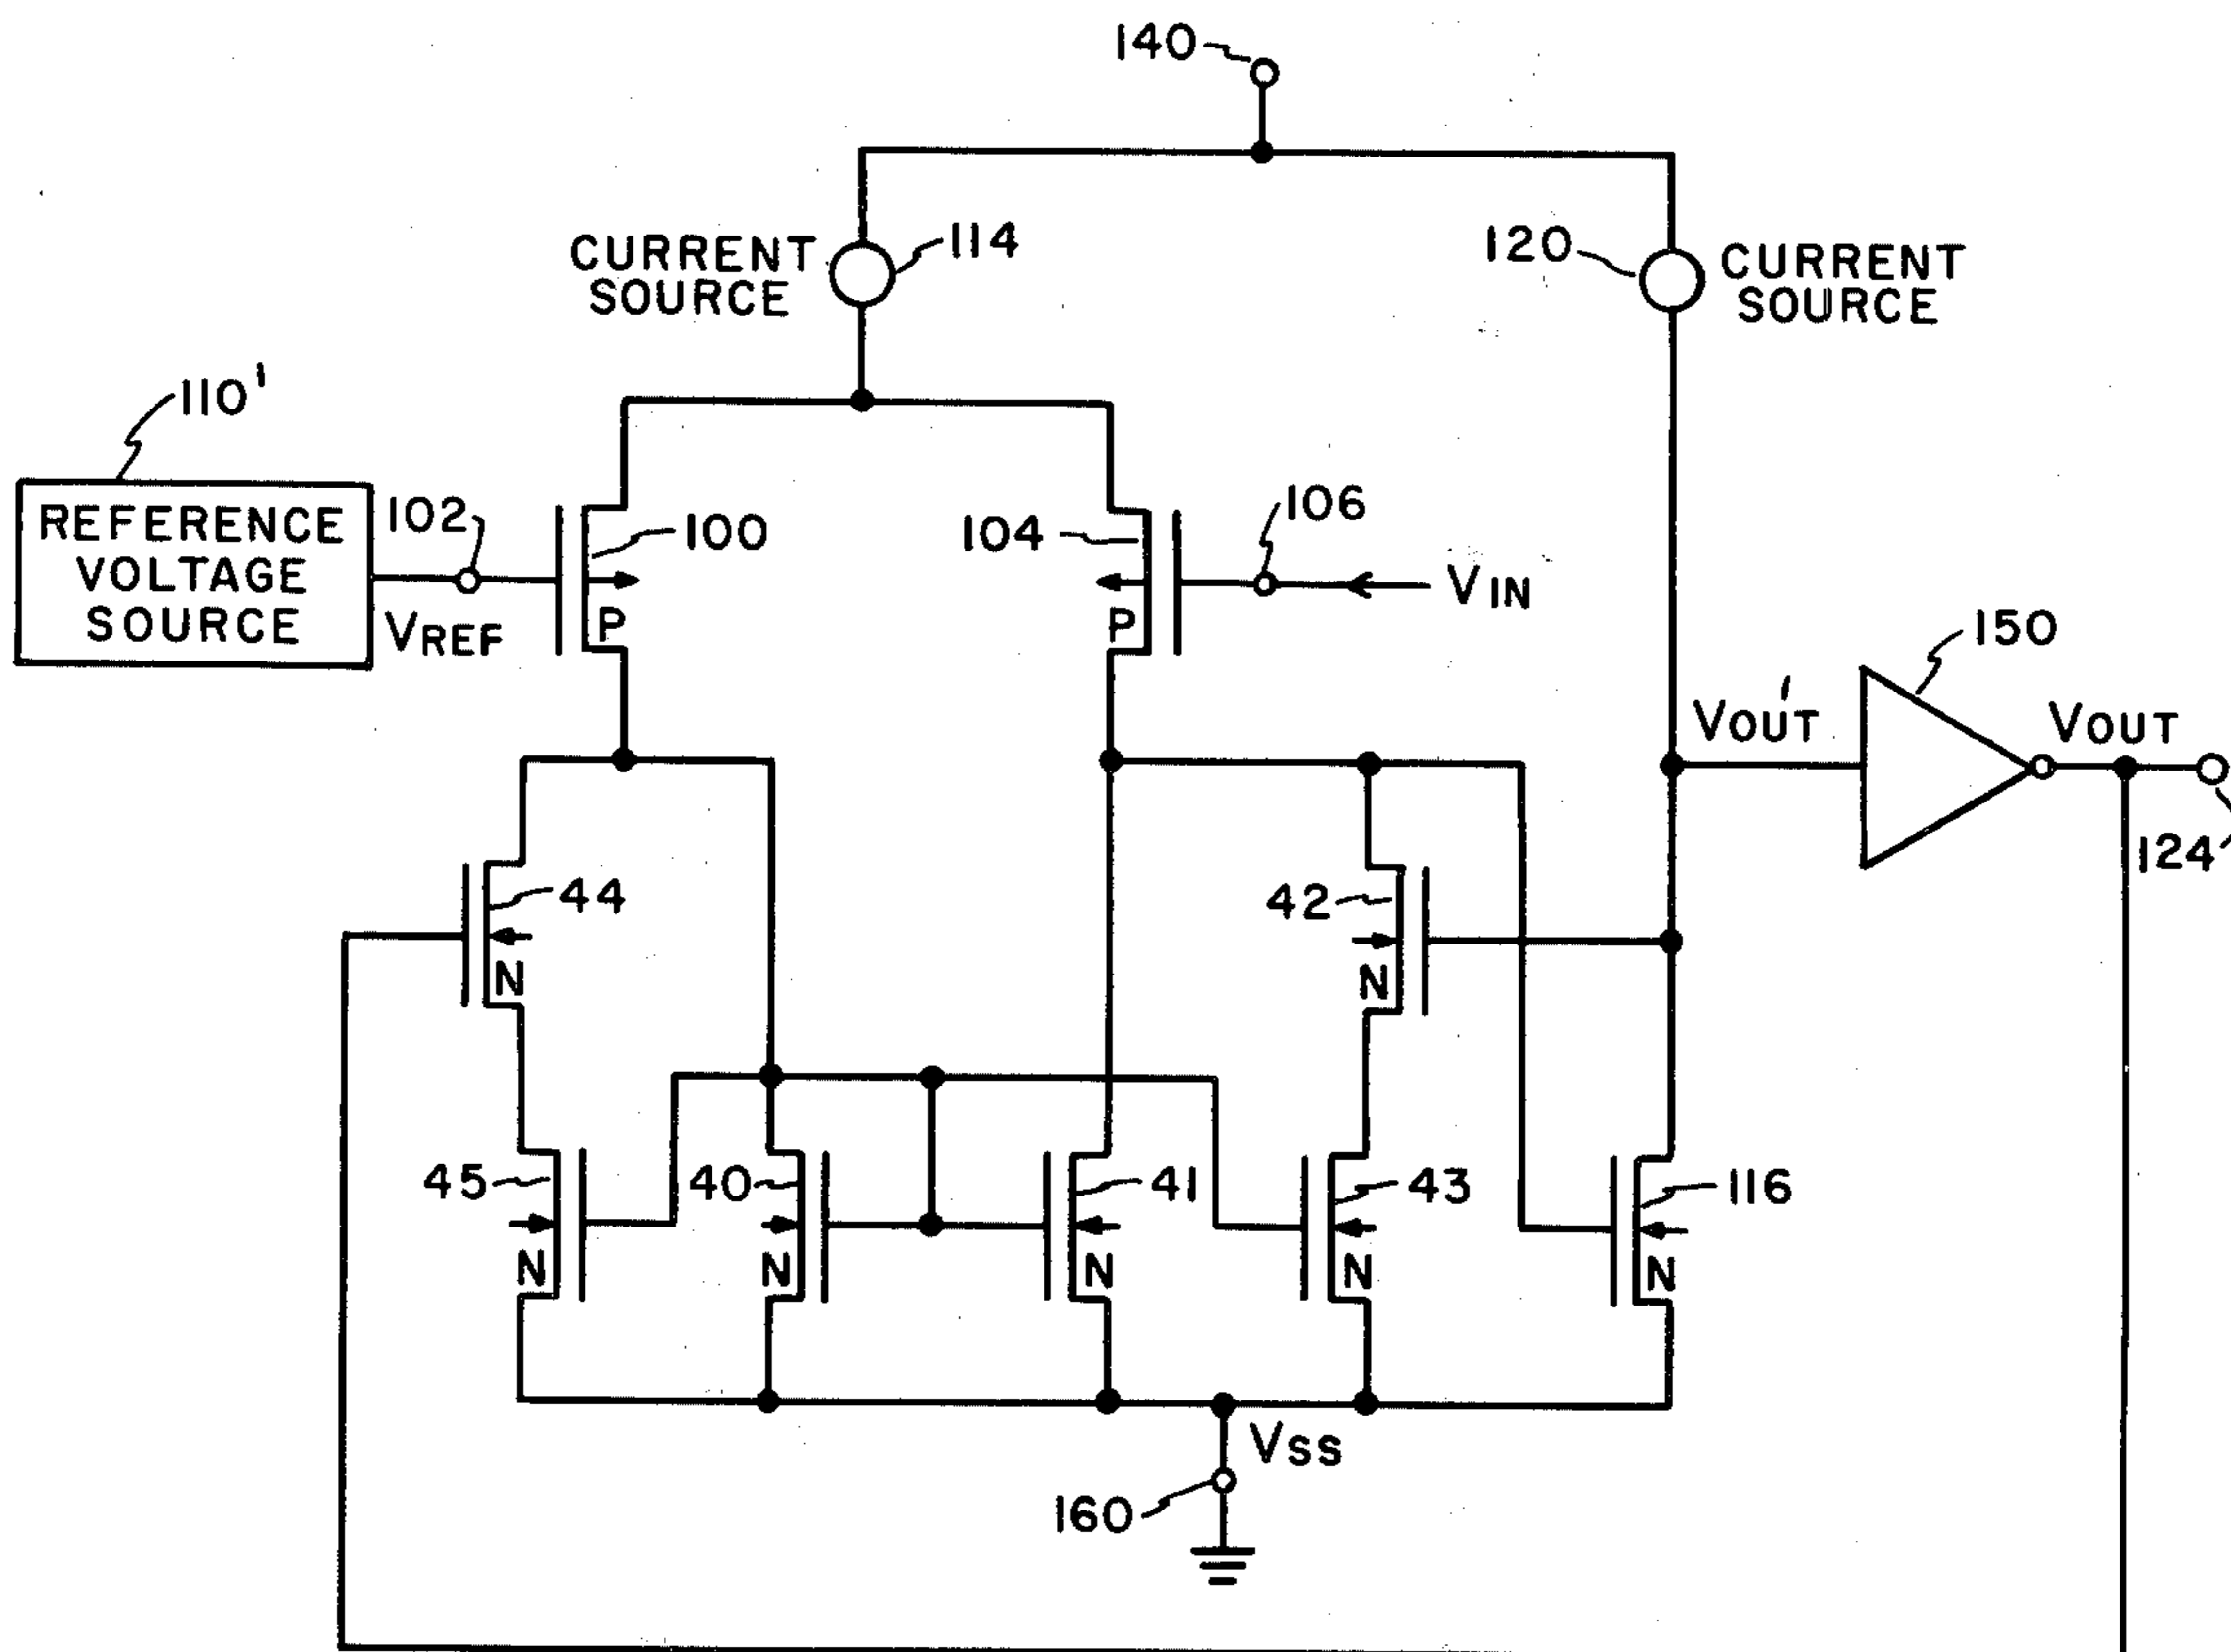 140
CURRENT
SOURCE
114
120
CURRENT
SOURCE
110'
REFERENCE
VOLTAGE
SOURCE
102
VREF
100
P
104
P
106
VIN
150
VOUT'
VOUT
124
44
N
42
N
45
N
40
N
41
N
43
N
116
N
VSS
160